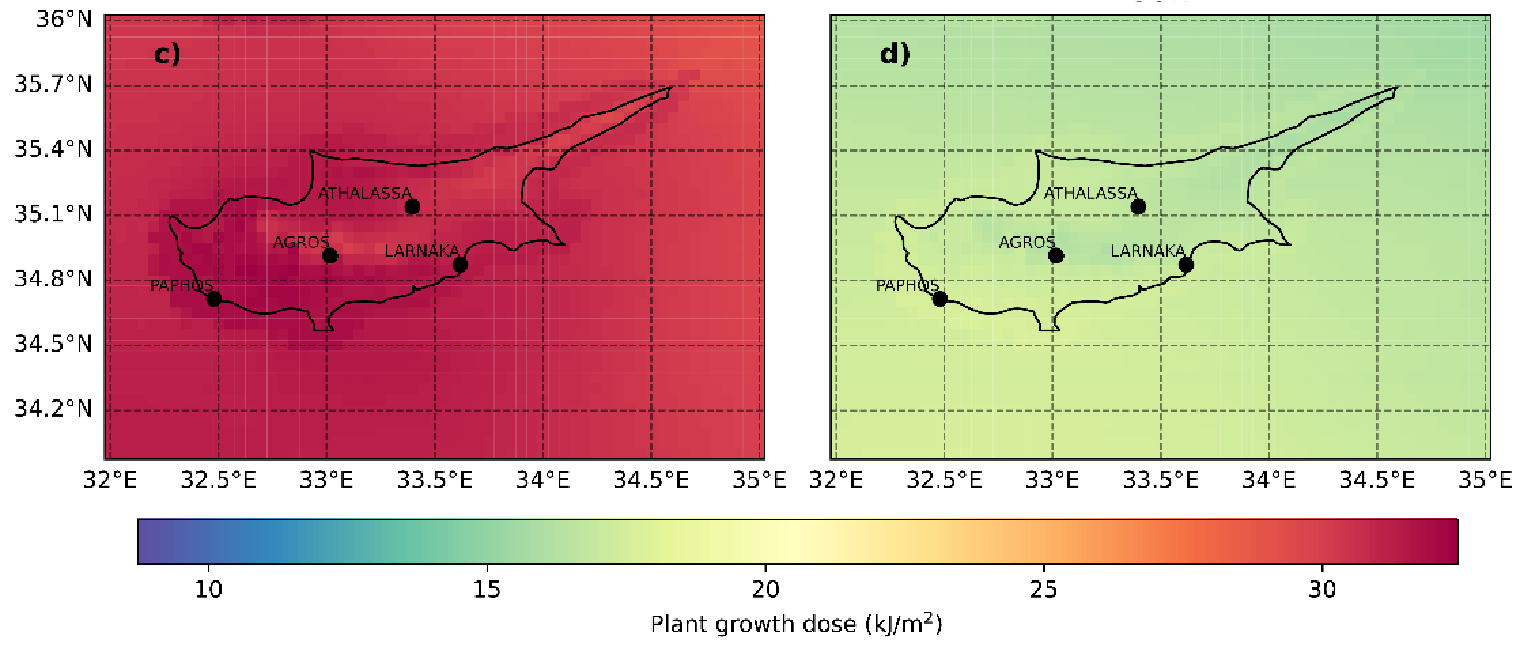 c)
36°N
35.7°N
35.4°N
35.1°N
34.8°N
34.5°N
34.2°N
ATHALASSA
AGROS
LARNAKA
PAPHOS
32°E 32.5°E 33°E 33.5°E 34°E 34.5°E 35°E
d)
ATHALASSA
AGROS
LARNAKA
PAPHOS
32°E 32.5°E 33°E 33.5°E 34°E 34.5°E 35°E
10 15 20 25 30
Plant growth dose (kJ/m²)